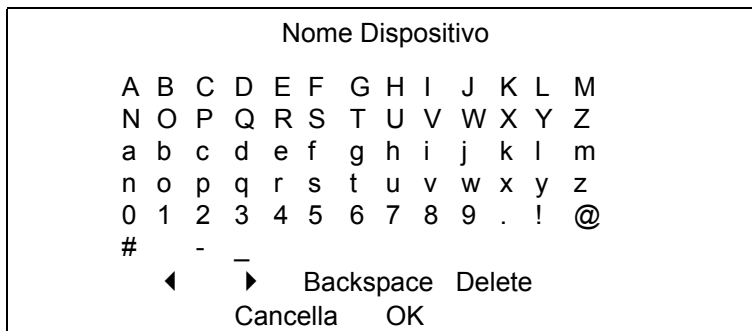 Nome Dispositivo
A B C D E F G H I J K L M
N O P Q R S T U V W X Y Z
a b c d e f g h i j k l m
n o p q r s t u v w x y z
0 1 2 3 4 5 6 7 8 9 . ! @
# - _
Backspace Delete
Cancella OK